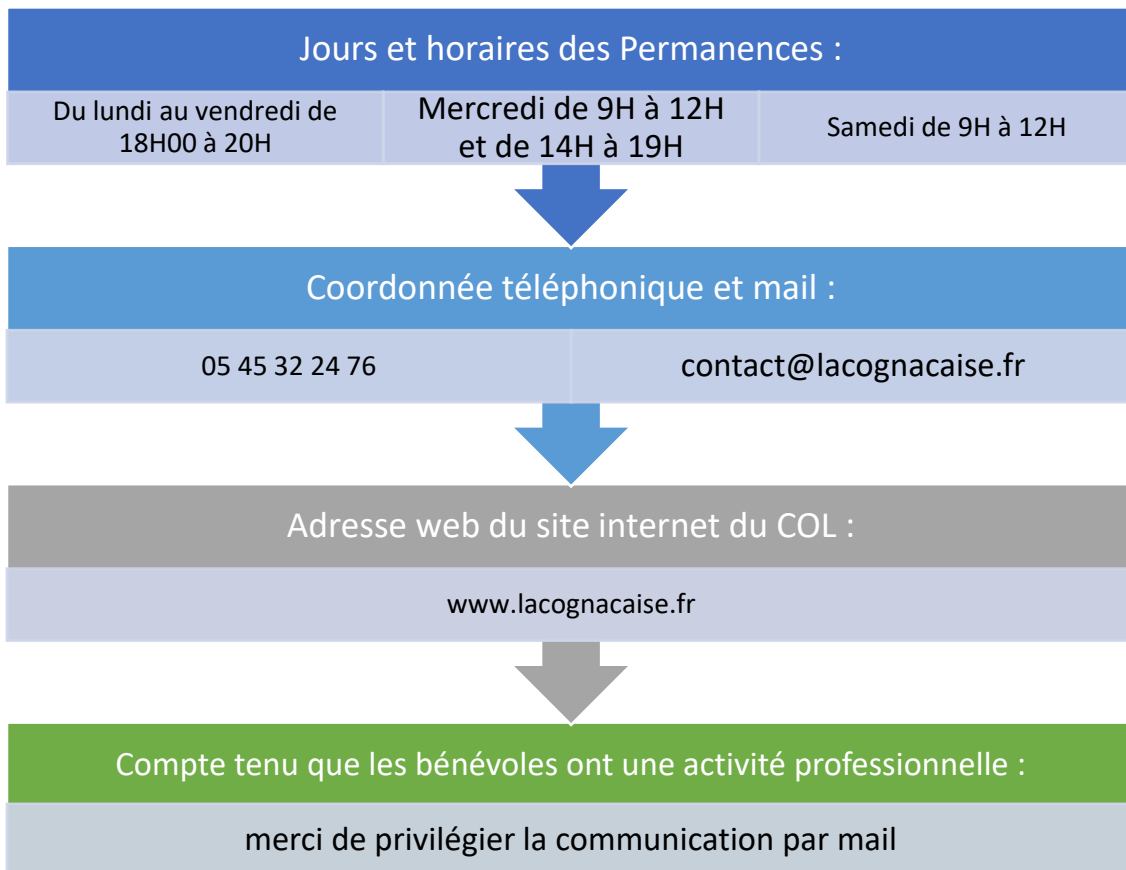 Jours et horaires des Permanences :
Du lundi au vendredi de
18H00 à 20H
Mercredi de 9H à 12H
et de 14H à 19H
Samedi de 9H à 12H
Coordonnée téléphonique et mail :
05 45 32 24 76
contact@lacognacaise.fr
Adresse web du site internet du COL :
www.lacognacaise.fr
Compte tenu que les bénévoles ont une activité professionnelle :
merci de privilégier la communication par mail